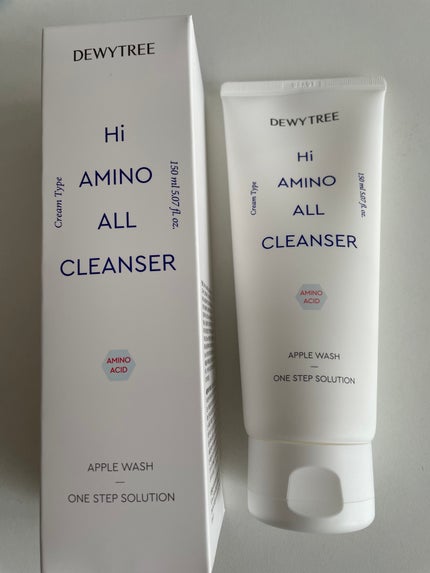 DEWYTREE
Hi
AMINO
ALL
CLEANSER
Cream Type
150 ml 5.07 fl. oz.
AMINO
ACID
APPLE WASH
ONE STEP SOLUTION
DEWYTREE
Hi
AMINO
ALL
CLEANSER
Cream Type
150 ml 5.07 fl. oz.
AMINO
ACID
APPLE WASH
ONE STEP SOLUTION